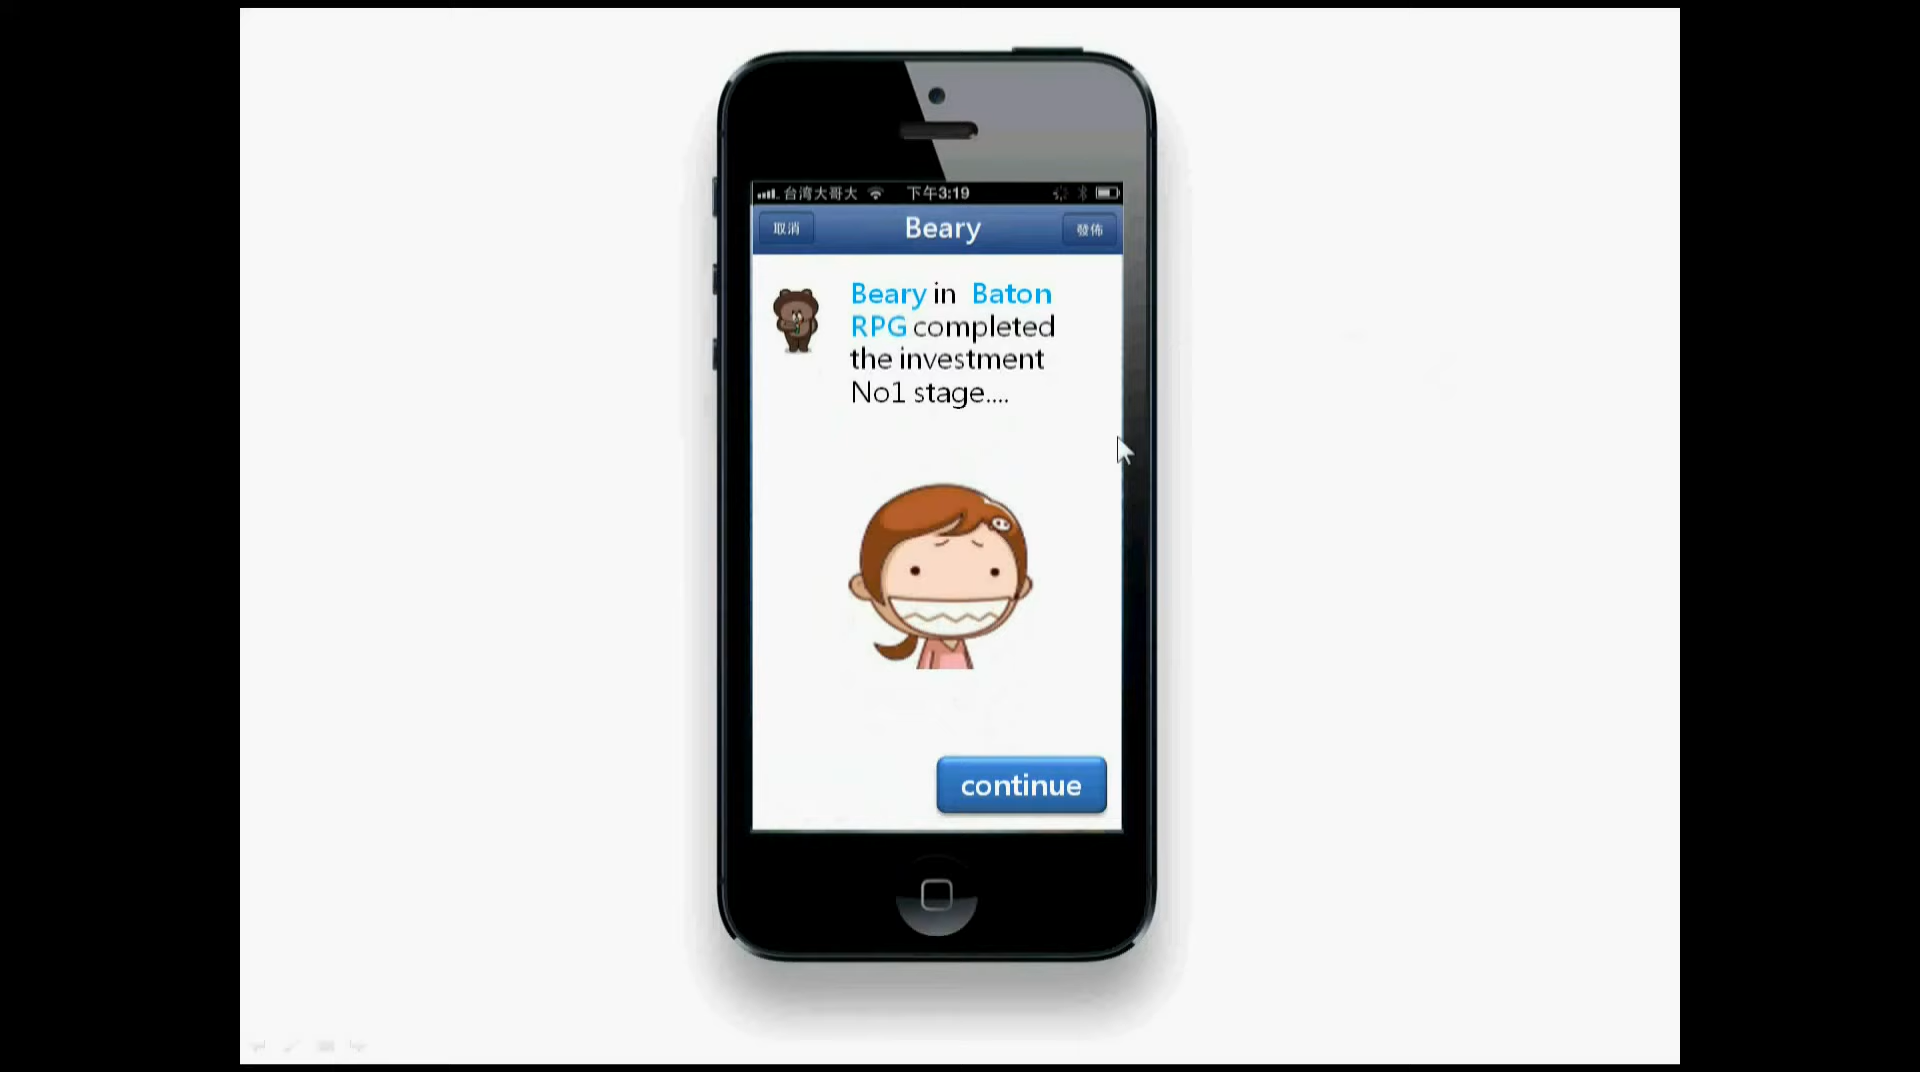 台湾大哥大 下午3:19
取消 Beary 發佈
Beary in Baton
RPG completed
the investment
No1 stage....
continue